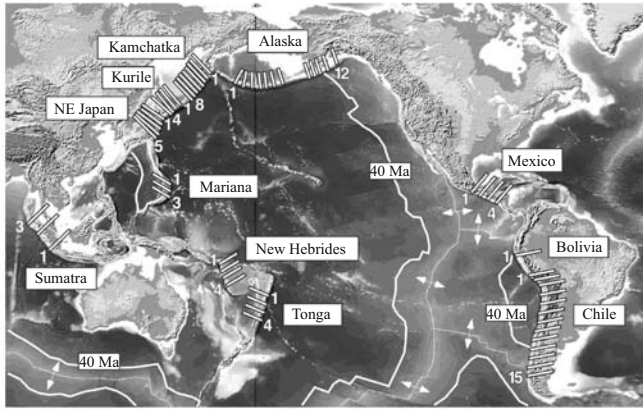 Kamchatka
Alaska
Kurile
NE Japan
1
1
12
1 8
1 4
5
40 Ma
Mexico
1
4
Mariana
1
3
3
1
Sumatra
New Hebrides
1
4
Tonga
1
4
Bolivia
1
1
Chile
40 Ma
15
40 Ma